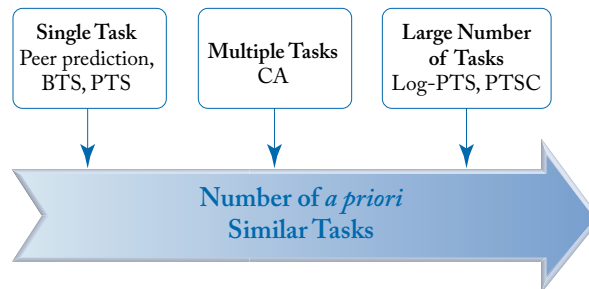 Single Task
Peer prediction,
BTS, PTS
Multiple Tasks
CA
Large Number
of Tasks
Log-PTS, PTSC
Number of a priori
Similar Tasks